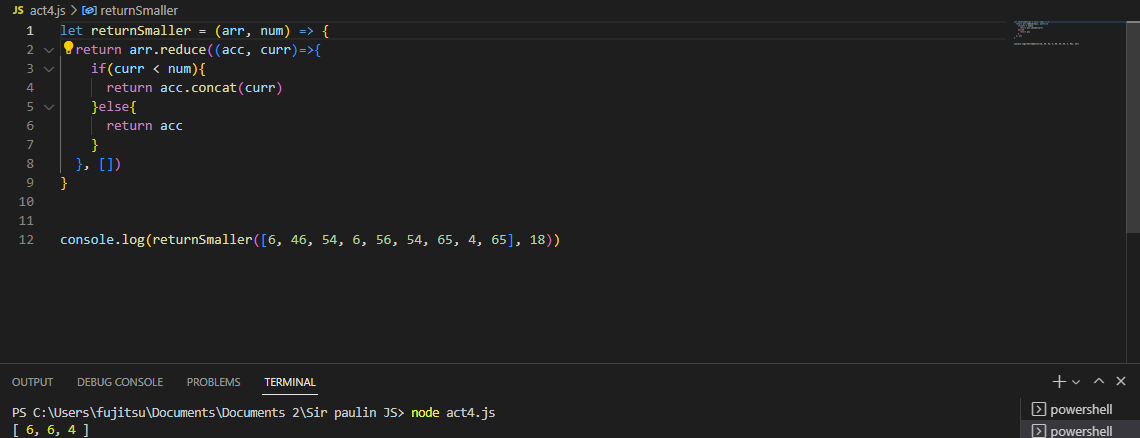 JS act4.js > returnSmaller
1 let returnSmaller = (arr, num) => {
2 return arr.reduce((acc, curr)=>{
3 if(curr < num){
4 return acc.concat(curr)
5 }else{
6 return acc
7 }
8 }, [])
9 }
10
11
12 console.log(returnSmaller([6, 46, 54, 6, 56, 54, 65, 4, 65], 18))
OUTPUT DEBUG CONSOLE PROBLEMS TERMINAL
PS C:\Users\fujitsu\Documents\Documents 2\Sir paulin JS> node act4.js
[ 6, 6, 4 ]
powershell
powershell